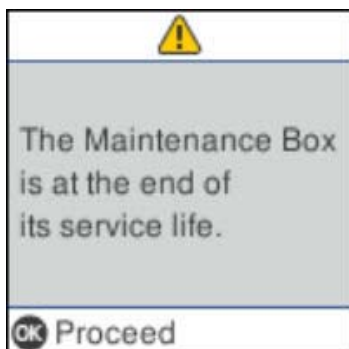 The Maintenance Box
is at the end of
its service life.
OK Proceed